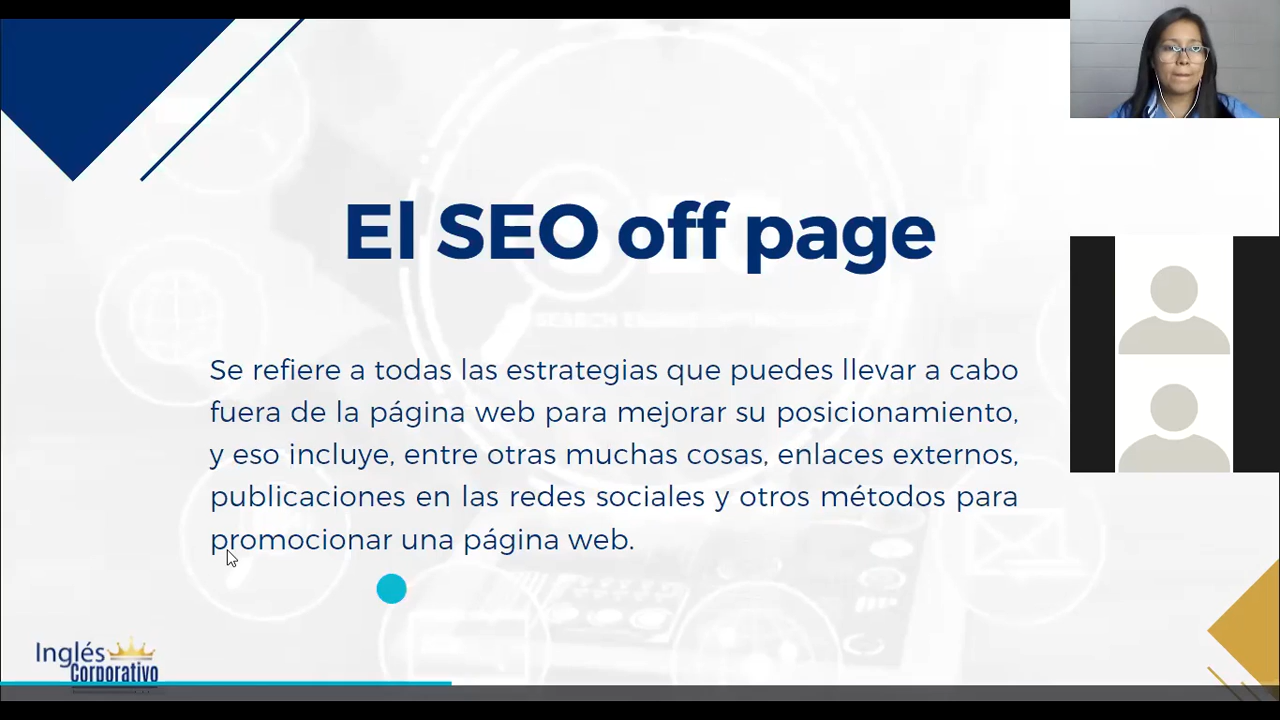 El SEO off page
Se refiere a todas las estrategias que puedes llevar a cabo
fuera de la página web para mejorar su posicionamiento,
y eso incluye, entre otras muchas cosas, enlaces externos,
publicaciones en las redes sociales y otros métodos para
promocionar una página web.
Inglés
Corporativo